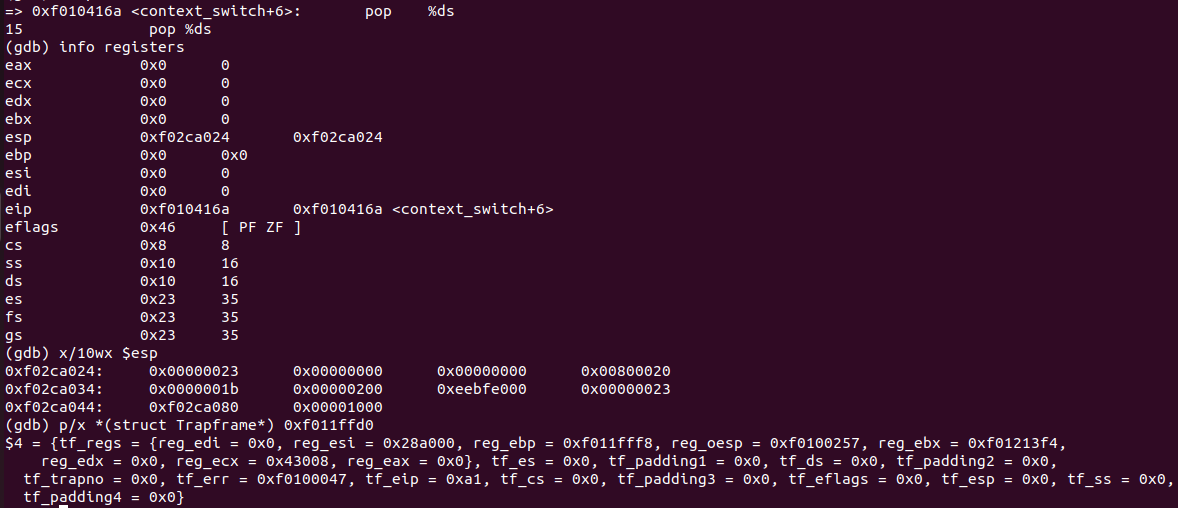 => 0xf010416a <context_switch+6>: pop %ds
15 pop %ds
(gdb) info registers
eax 0x0 0
ecx 0x0 0
edx 0x0 0
ebx 0x0 0
esp 0xf02ca024 0xf02ca024
ebp 0x0 0x0
esi 0x0 0
edi 0x0 0
eip 0xf010416a 0xf010416a <context_switch+6>
eflags 0x46 [ PF ZF ]
cs 0x8 8
ss 0x10 16
ds 0x10 16
es 0x23 35
fs 0x23 35
gs 0x23 35
(gdb) x/10wx $esp
0xf02ca024: 0x00000023 0x00000000 0x00000000 0x00800020
0xf02ca034: 0x0000001b 0x00000200 0xeebfe000 0x00000023
0xf02ca044: 0xf02ca080 0x00001000
(gdb) p/x *(struct Trapframe*) 0xf011ffd0
$4 = {tf_regs = {reg_edi = 0x0, reg_esi = 0x28a000, reg_ebp = 0xf011fff8, reg_oesp = 0xf0100257, reg_ebx = 0xf01213f4,
reg_edx = 0x0, reg_ecx = 0x43008, reg_eax = 0x0}, tf_es = 0x0, tf_padding1 = 0x0, tf_ds = 0x0, tf_padding2 = 0x0,
tf_trapno = 0x0, tf_err = 0xf0100047, tf_eip = 0xa1, tf_cs = 0x0, tf_padding3 = 0x0, tf_eflags = 0x0, tf_esp = 0x0, tf_ss = 0x0,
tf_padding4 = 0x0}